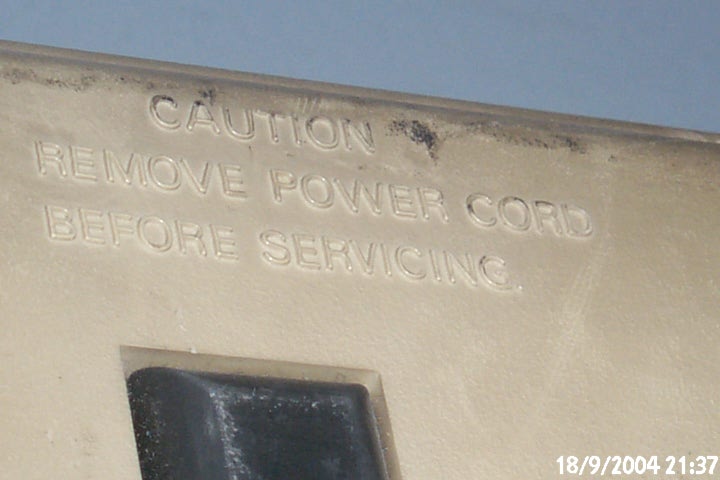 CAUTION
REMOVE POWER CORD
BEFORE SERVICING.
18/9/2004 21:37